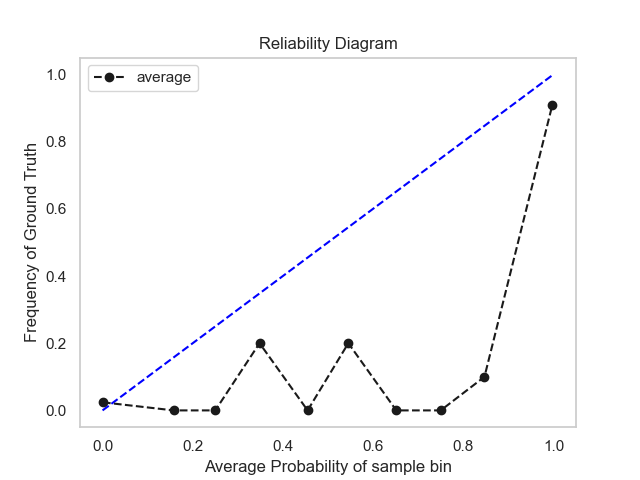 Reliability Diagram
average
Frequency of Ground Truth
1.0
0.8
0.6
0.4
0.2
0.0
0.0 0.2 0.4 0.6 0.8 1.0
Average Probability of sample bin